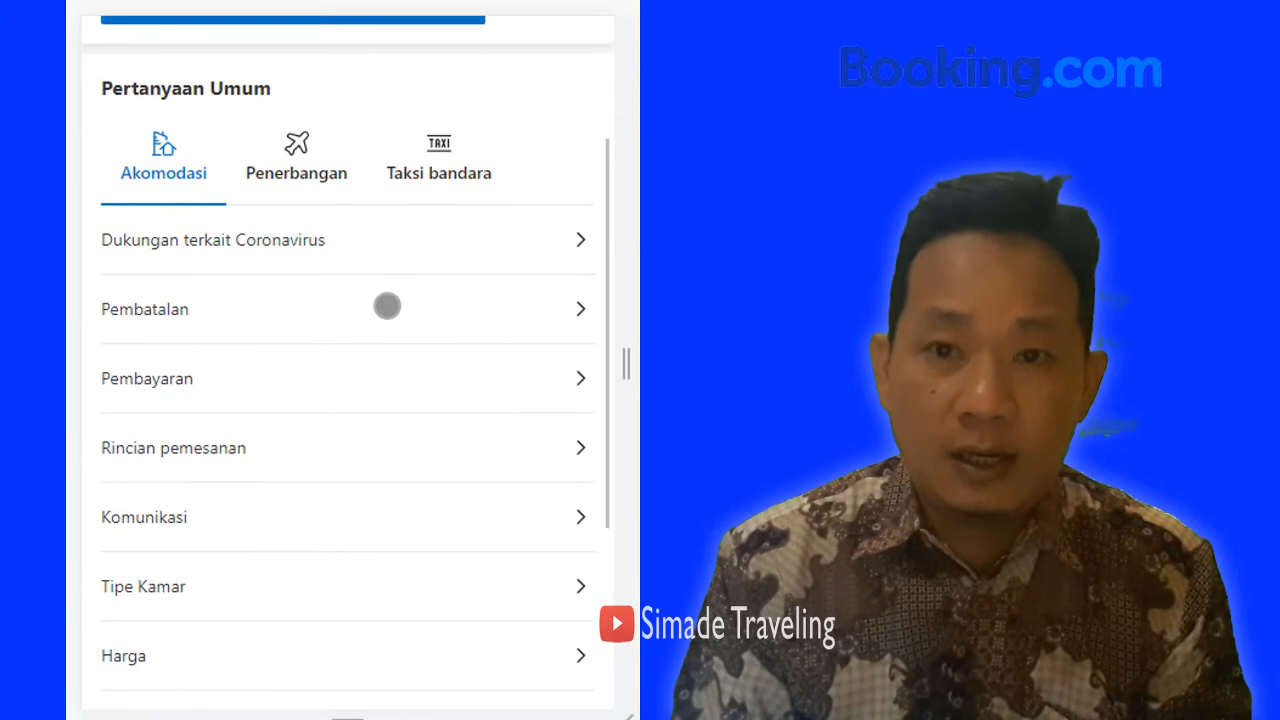 Booking.com
Pertanyaan Umum
TAXI
Akomodasi
Penerbangan
Taksi bandara
Dukungan terkait Coronavirus
Pembatalan
Pembayaran
Rincian pemesanan
Komunikasi
Tipe Kamar
Harga
Simade Traveling